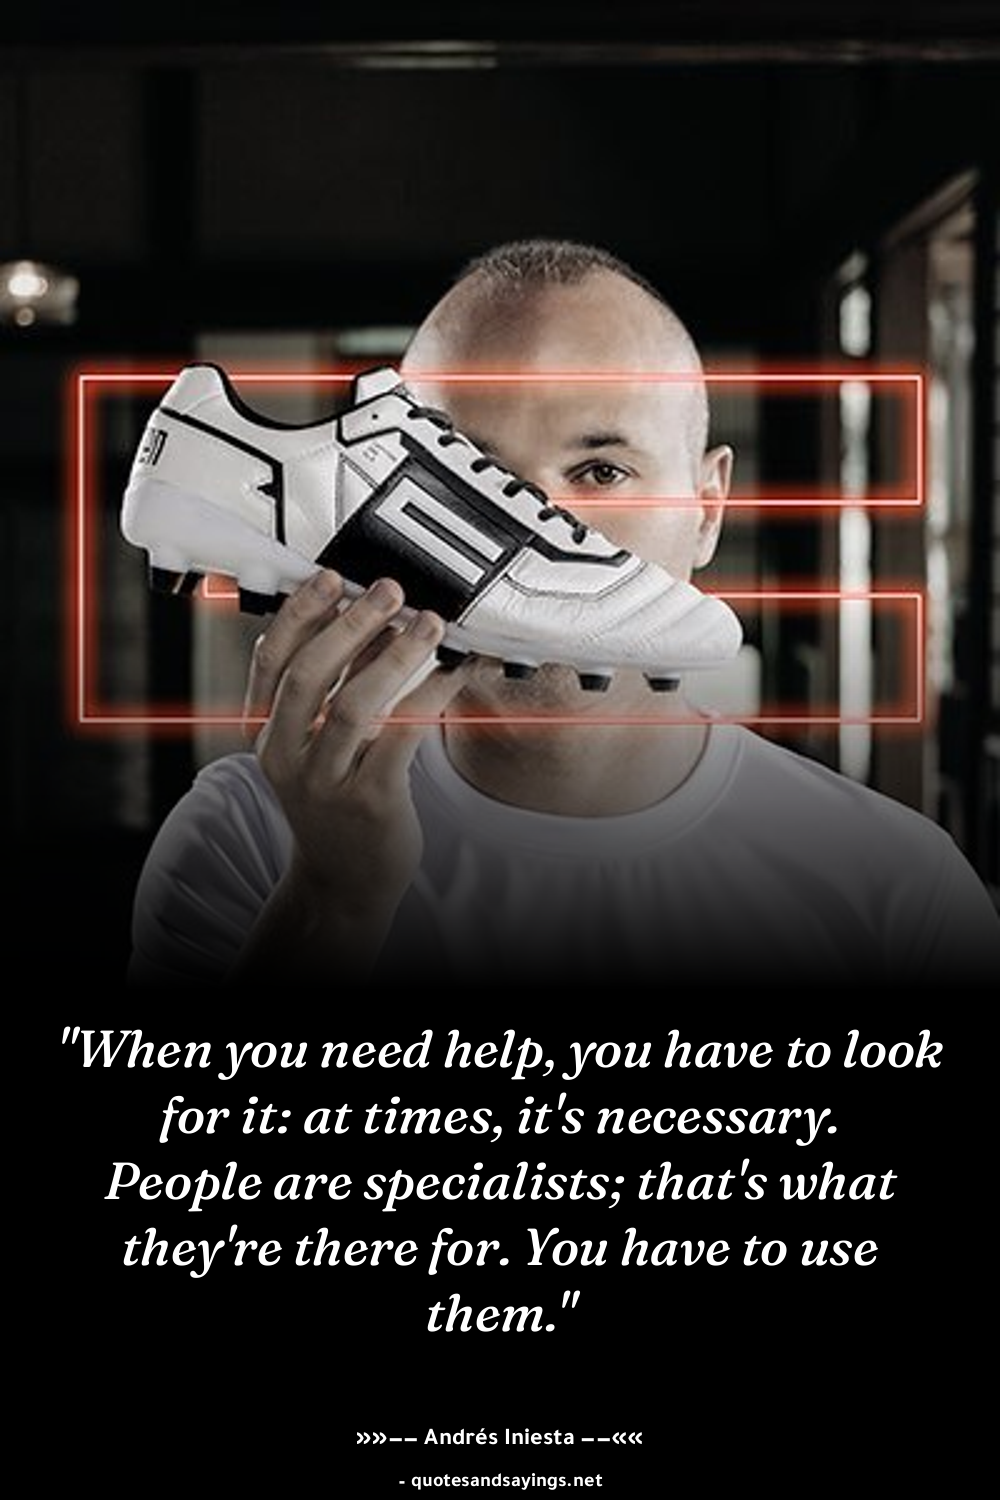 "When you need help, you have to look
for it: at times, it's necessary.
People are specialists; that's what
they're there for. You have to use
them."
»»−− Andrés Iniesta −−««
- quotesandsayings.net